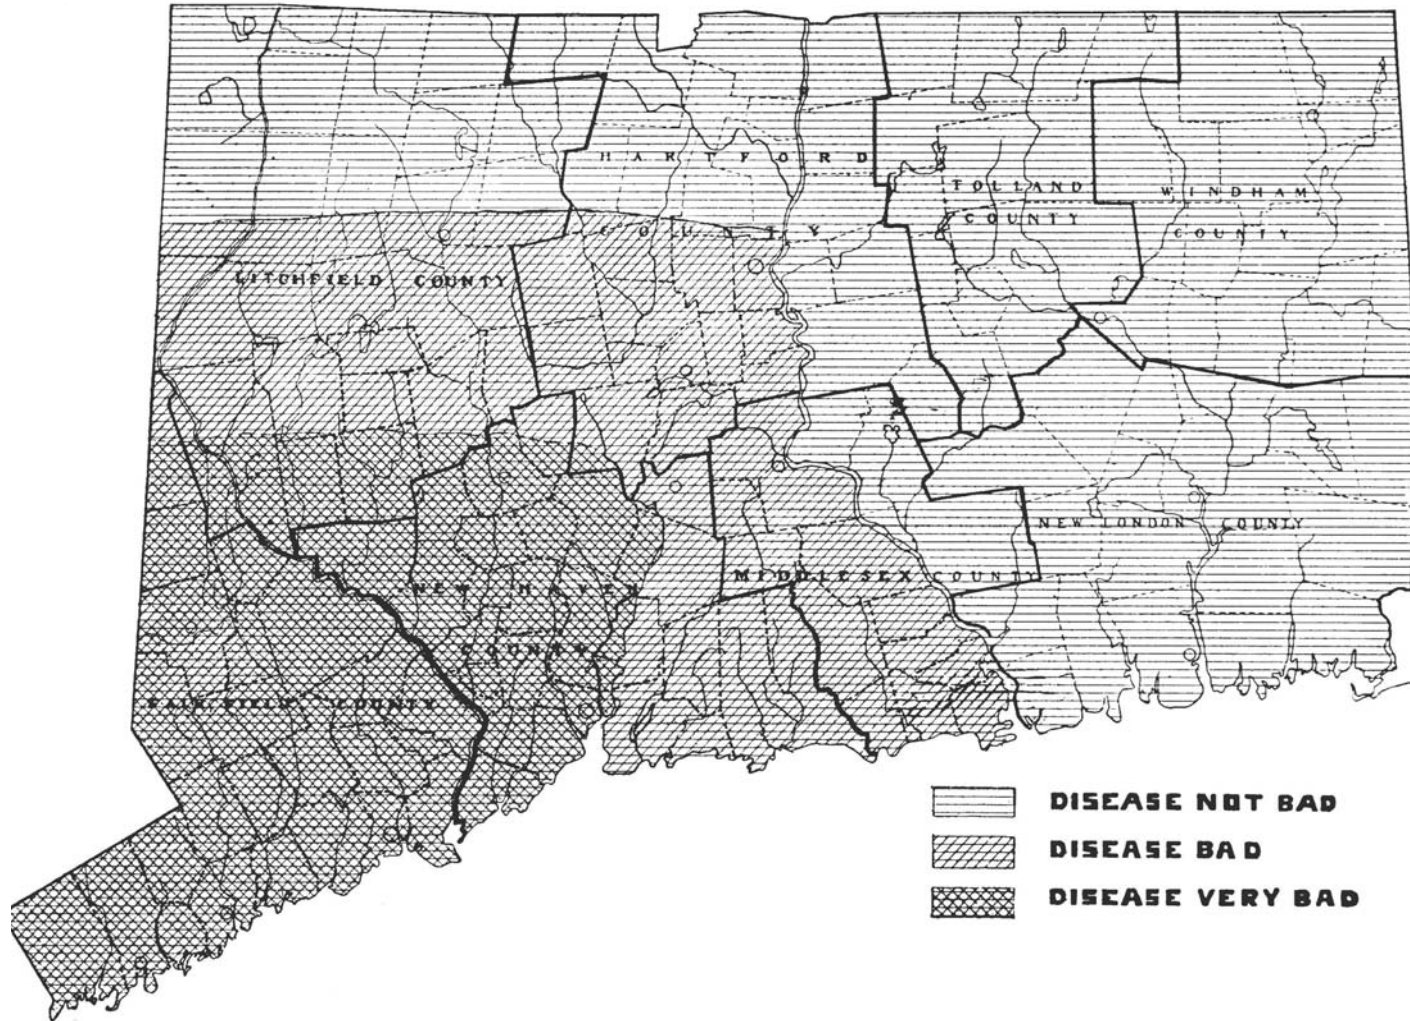 HARTFORD
COUNTY
TOLLAND
COUNTY
WINDHAM
COUNTY
LITCHFIELD COUNTY
NEW LONDON COUNTY
MIDDLESEX COUNTY
NEW HAVEN
COUNTY
FAIRFIELD COUNTY
DISEASE NOT BAD
DISEASE BAD
DISEASE VERY BAD